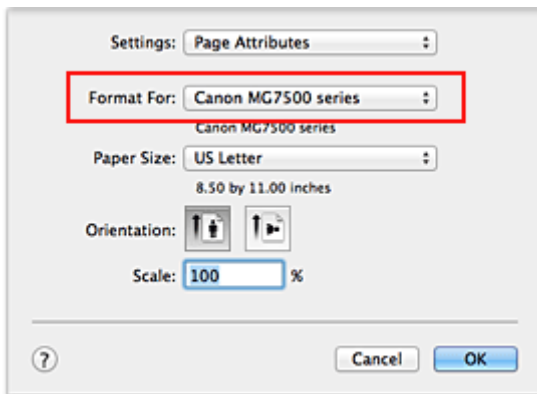 Settings: Page Attributes
Format For: Canon MG7500 series
Canon MG7500 series
Paper Size: US Letter
8.50 by 11.00 inches
Orientation:
Scale: 100 %
? Cancel OK